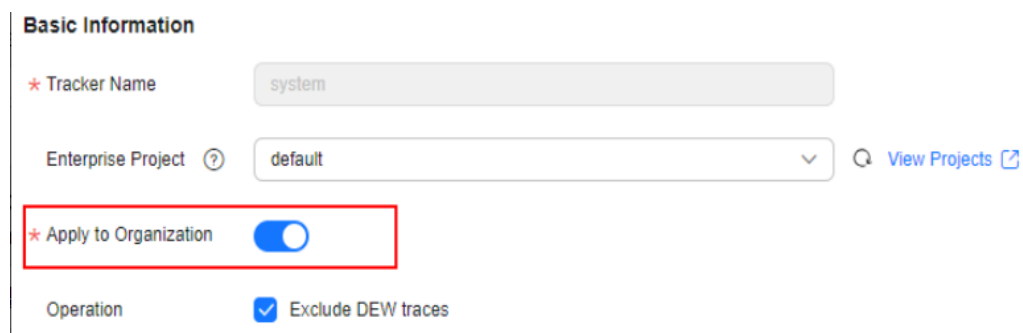 Basic Information
* Tracker Name system
Enterprise Project ? default View Projects
* Apply to Organization
Operation Exclude DEW traces